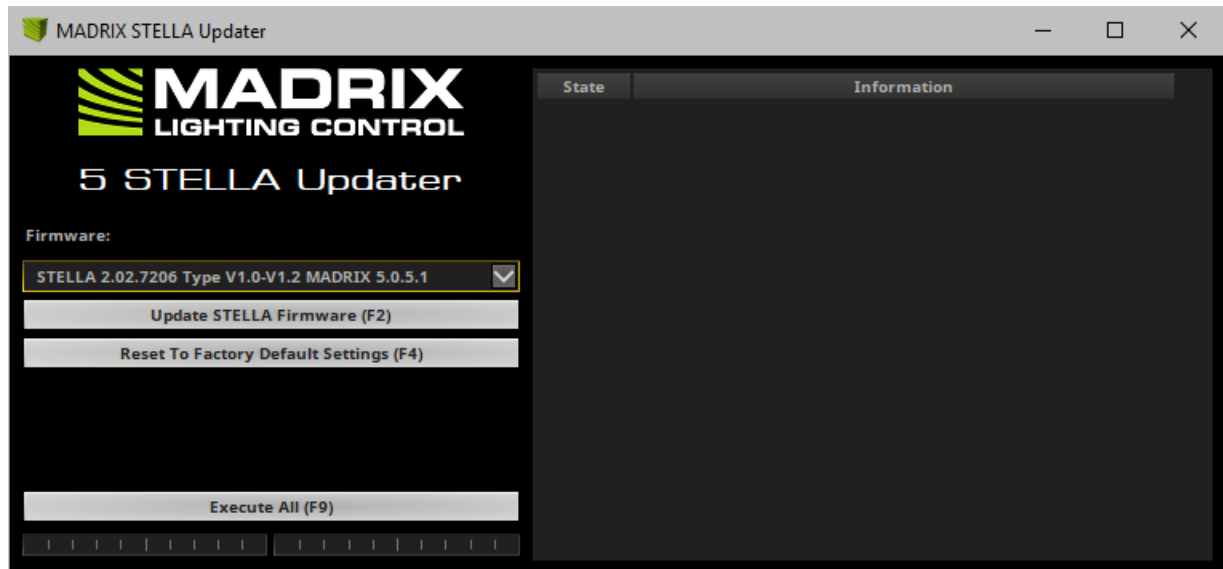 MADRIX STELLA Updater
MADRIX
LIGHTING CONTROL
5 STELLA Updater
Firmware:
STELLA 2.02.7206 Type V1.0-V1.2 MADRIX 5.0.5.1
Update STELLA Firmware (F2)
Reset To Factory Default Settings (F4)
Execute All (F9)
State Information